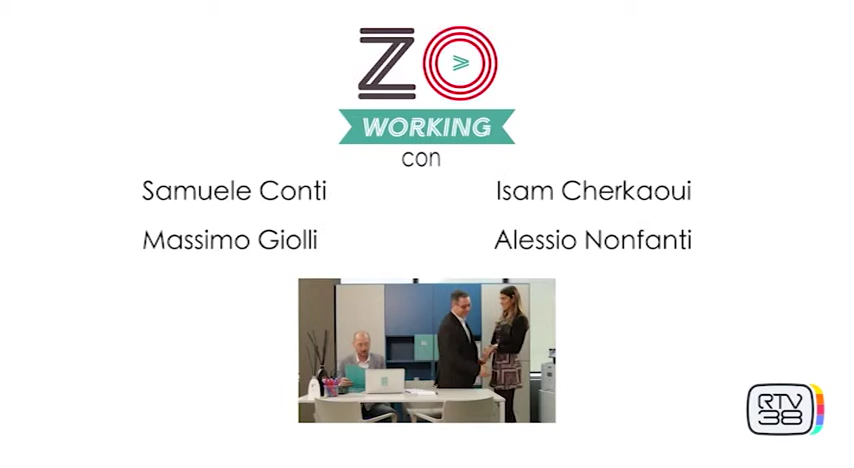 ZO
WORKING
con
Samuele Conti
Isam Cherkaoui
Massimo Giolli
Alessio Nonfanti
RTV
38